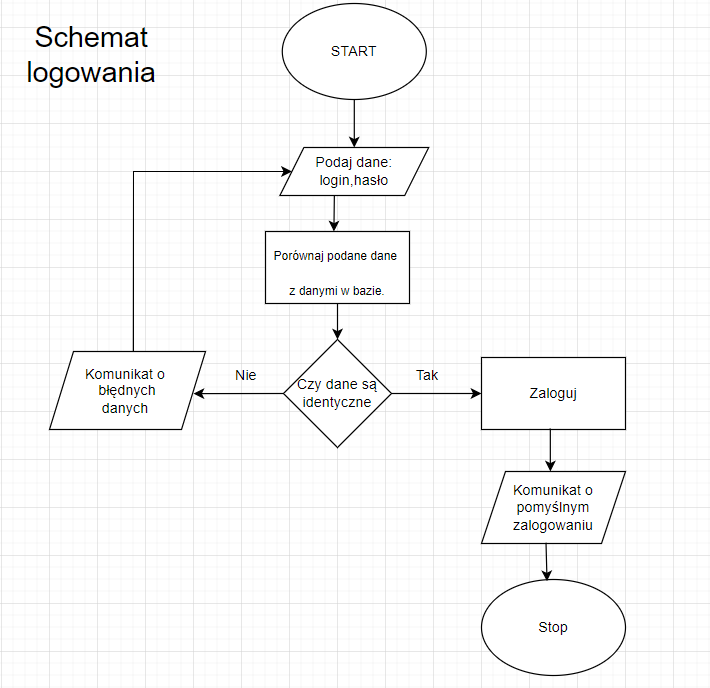 Schemat
logowania
START
Podaj dane:
login,hasło
Porównaj podane dane
z danymi w bazie.
Czy dane są
identyczne
Nie
Tak
Komunikat o
błędnych
danych
Zaloguj
Komunikat o
pomyślnym
zalogowaniu
Stop